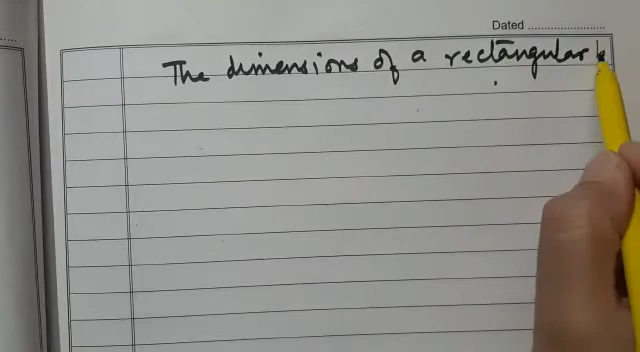 Dated ........................
The dimensions of a rectangular